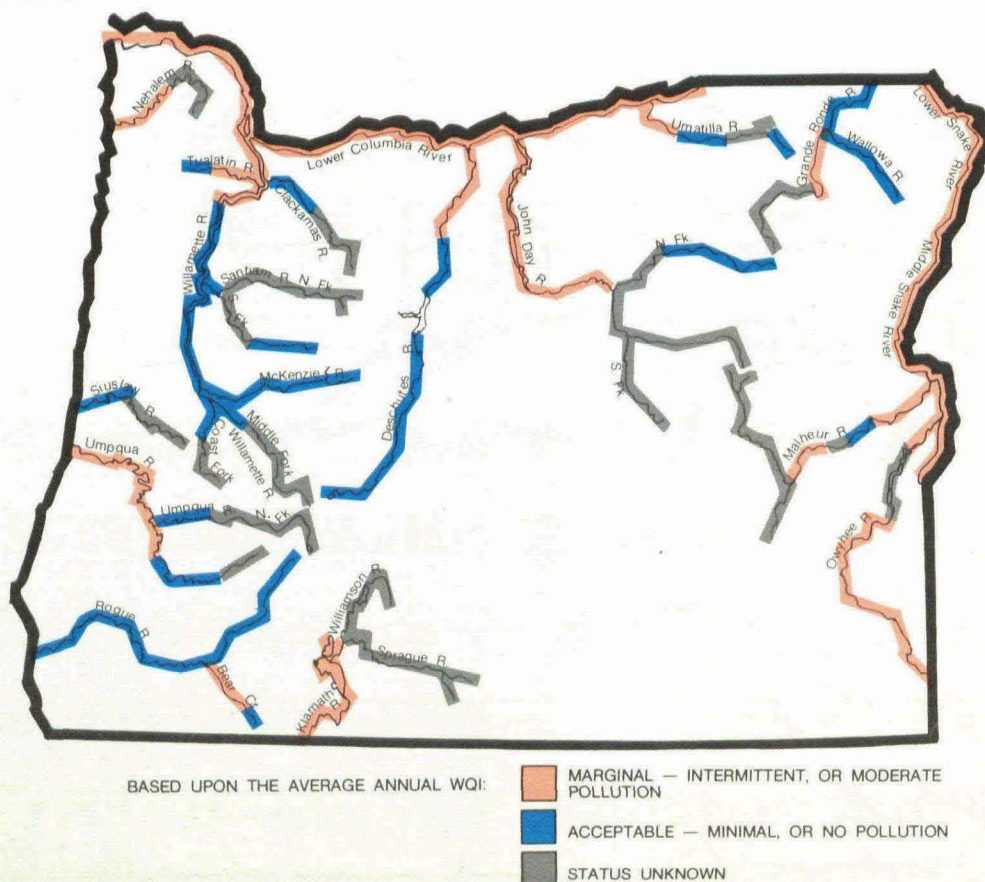 Nehalem R.
Tualatin R.
Lower Columbia River
Clackamas R.
Willamette R.
Santiam R. N. Fk.
S. Fk.
McKenzie R.
Middle Fork
Willamette R.
Coast Fork
Siuslaw R.
Umpqua R.
Umpqua R. N. Fk.
Rogue R.
Bear Cr.
Klamath R.
Williamson R.
Sprague R.
Deschutes R.
John Day R.
N. Fk.
S. Fk.
Umatilla R.
Grande Ronde R.
Wallowa R.
Lower Snake River
Middle Snake River
Malheur R.
Owyhee R.
BASED UPON THE AVERAGE ANNUAL WQI:
MARGINAL — INTERMITTENT, OR MODERATE
POLLUTION
ACCEPTABLE — MINIMAL, OR NO POLLUTION
STATUS UNKNOWN